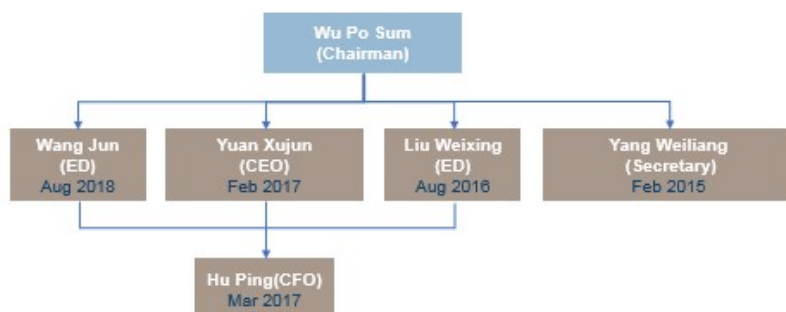 Wu Po Sum
(Chairman)
Wang Jun
(ED)
Aug 2018
Yuan Xujun
(CEO)
Feb 2017
Liu Weixing
(ED)
Aug 2016
Yang Weiliang
(Secretary)
Feb 2015
Hu Ping(CFO)
Mar 2017